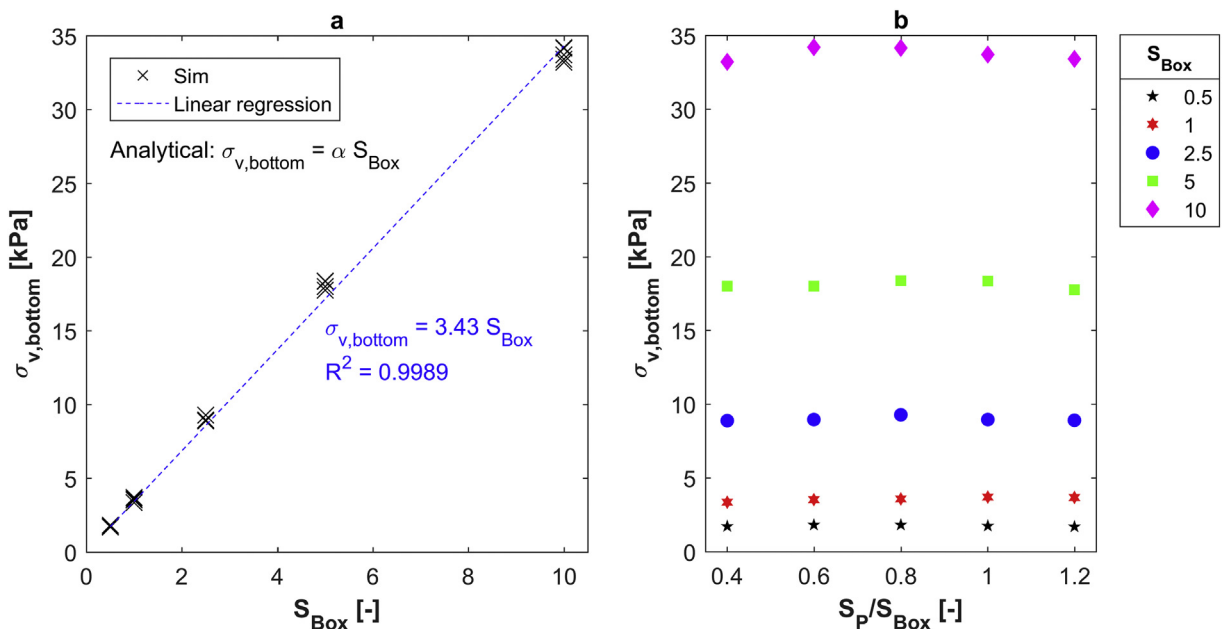 a
35
30
25
20
15
10
5
0
σv,bottom [kPa]
Sim
Linear regression
Analytical: σv,bottom = α SBox
σv,bottom = 3.43 SBox
R2 = 0.9989
0 2 4 6 8 10
SBox [-]
b
35
30
25
20
15
10
5
0
σv,bottom [kPa]
0.4 0.6 0.8 1 1.2
SP/SBox [-]
SBox
0.5
1
2.5
5
10